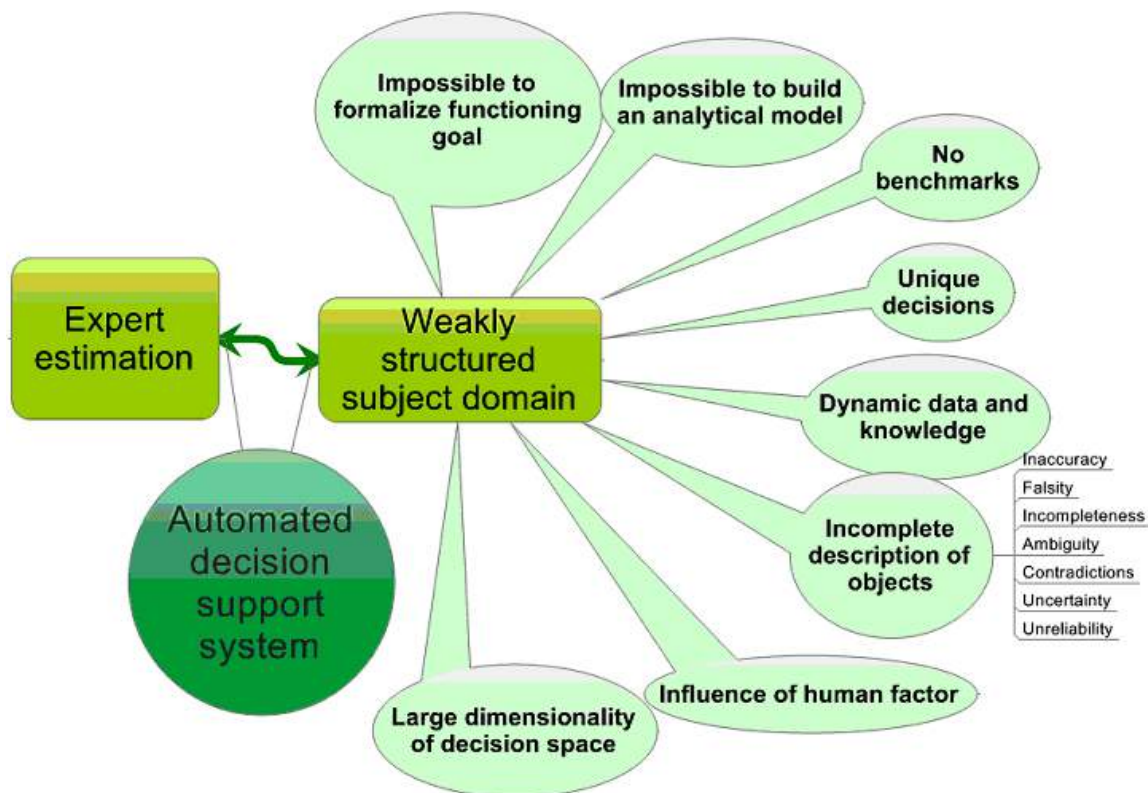 Impossible to
formalize functioning
goal
Impossible to build
an analytical model
No
benchmarks
Unique
decisions
Expert
estimation
Weakly
structured
subject domain
Dynamic data and
knowledge
Incomplete
description of
objects
Inaccuracy
Falsity
Incompleteness
Ambiguity
Contradictions
Uncertainty
Unreliability
Automated
decision
support
system
Influence of human factor
Large dimensionality
of decision space